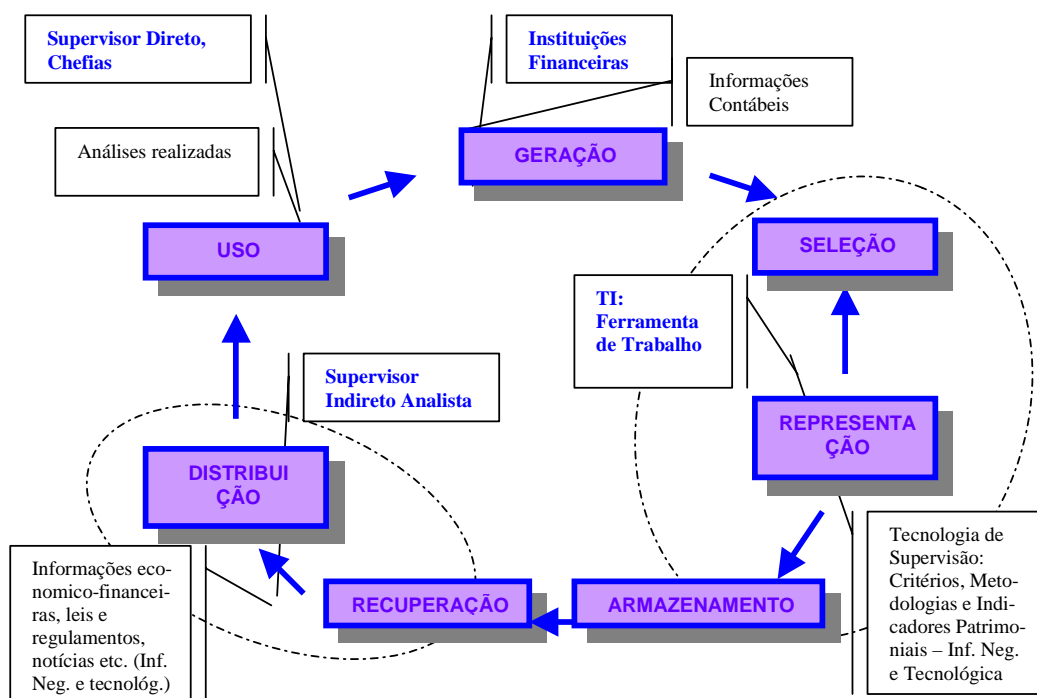 Supervisor Direto,
Chefias
Instituições
Financeiras
Informações
Contábeis
Análises realizadas
GERAÇÃO
USO
SELEÇÃO
TI:
Ferramenta
de Trabalho
Supervisor
Indireto Analista
REPRESENTA
ÇÃO
DISTRIBUI
ÇÃO
Informações eco-
nomico-financei-
ras, leis e
regulamentos,
notícias etc. (Inf.
Neg. e tecnológ.)
RECUPERAÇÃO
ARMAZENAMENTO
Tecnologia de
Supervisão:
Critérios, Meto-
dologias e Indi-
cadores Patrimo-
niais – Inf. Neg.
e Tecnológica